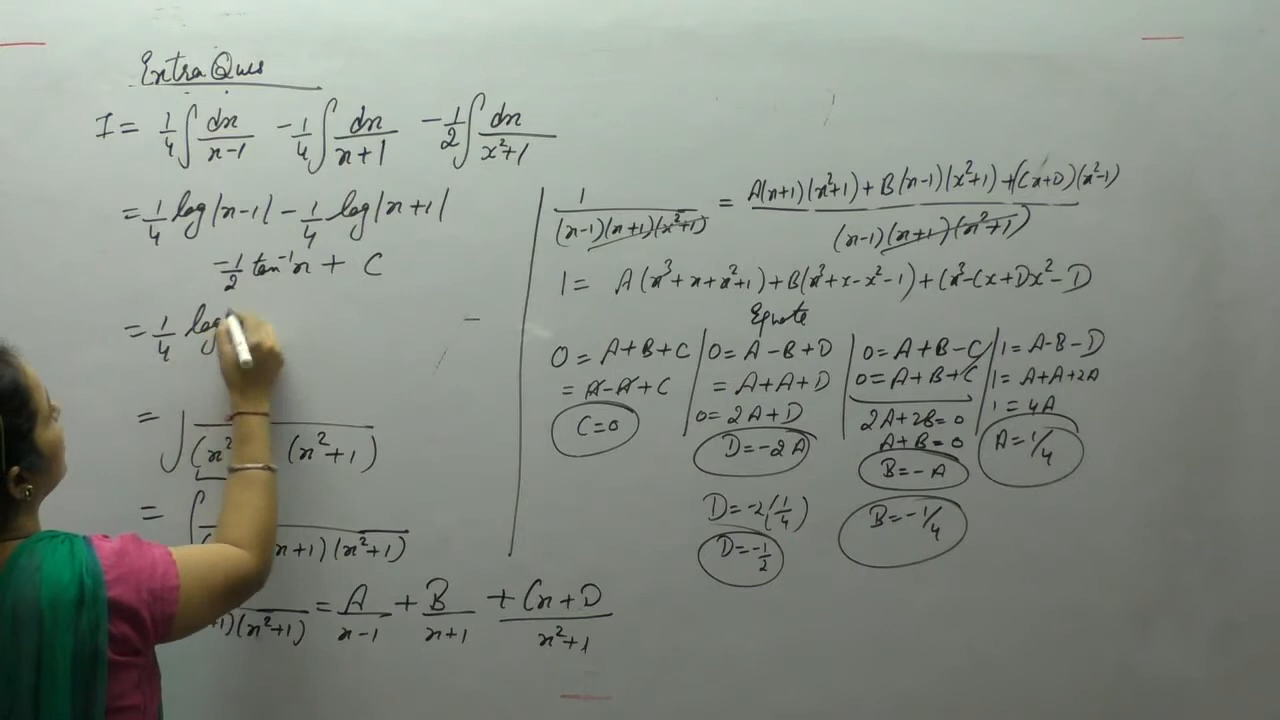 Extra Ques
I = 1/4 ∫ dx/(x-1) - 1/4 ∫ dx/(x+1) - 1/2 ∫ dx/(x²+1)
= 1/4 log|x-1| - 1/4 log|x+1|
-1/2 tan⁻¹x + C
= 1/4 log
= ∫ (x² (x²+1)
= ∫ x+1)(x²+1)
+1)(x²+1) = A/(x-1) + B/(x+1) + (Cx+D)/(x²+1)
1/((x-1)(x+1)(x²+1)) = (A(x+1)(x²+1) + B(x-1)(x²+1) + (Cx+D)(x²-1))/((x-1)(x+1)(x²+1))
1 = A(x³+x+x²+1) + B(x³+x-x²-1) + Cx³-Cx+Dx²-D
Equate
0 = A+B+C
= A-A+C
C=0
0 = A-B+D
= A+A+D
0 = 2A+D
D=-2A
D=-2(1/4)
D=-1/2
0=A+B-C
0=A+B+C
2A+2B=0
A+B=0
B=-A
B=-1/4
1=A-B-D
1=A+A+2A
1=4A
A=1/4